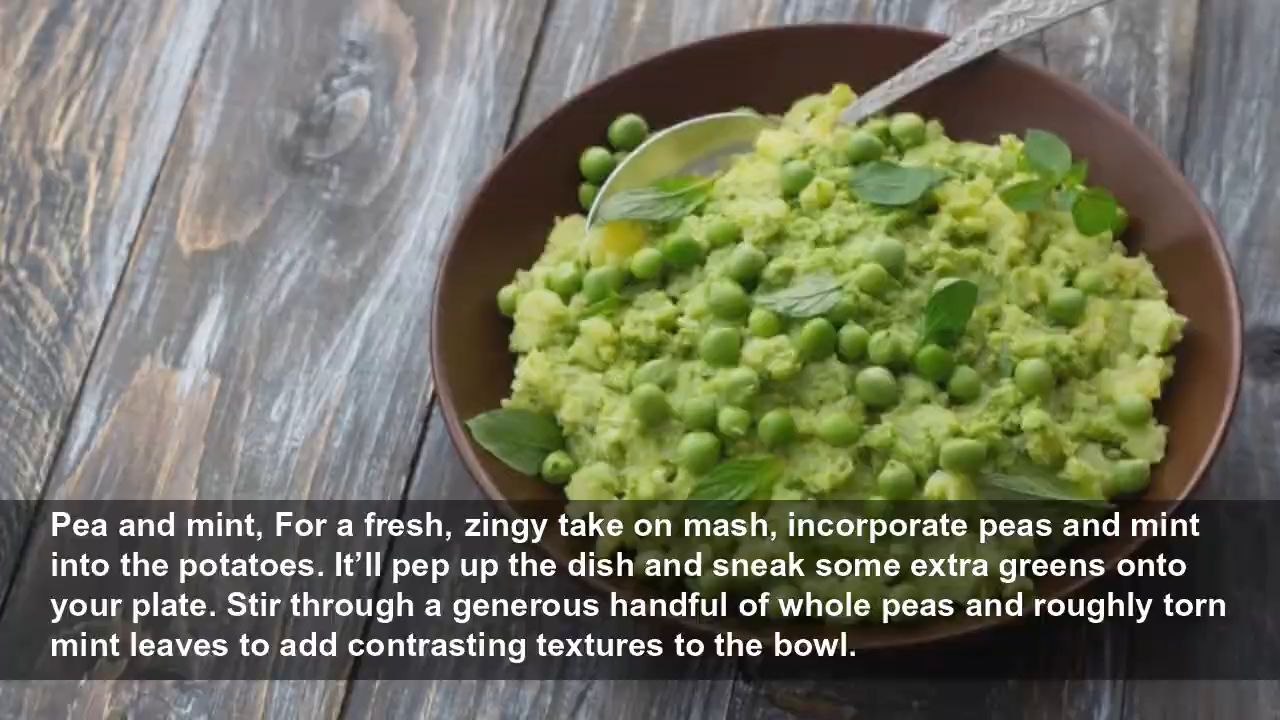 Pea and mint, For a fresh, zingy take on mash, incorporate peas and mint
into the potatoes. It’ll pep up the dish and sneak some extra greens onto
your plate. Stir through a generous handful of whole peas and roughly torn
mint leaves to add contrasting textures to the bowl.